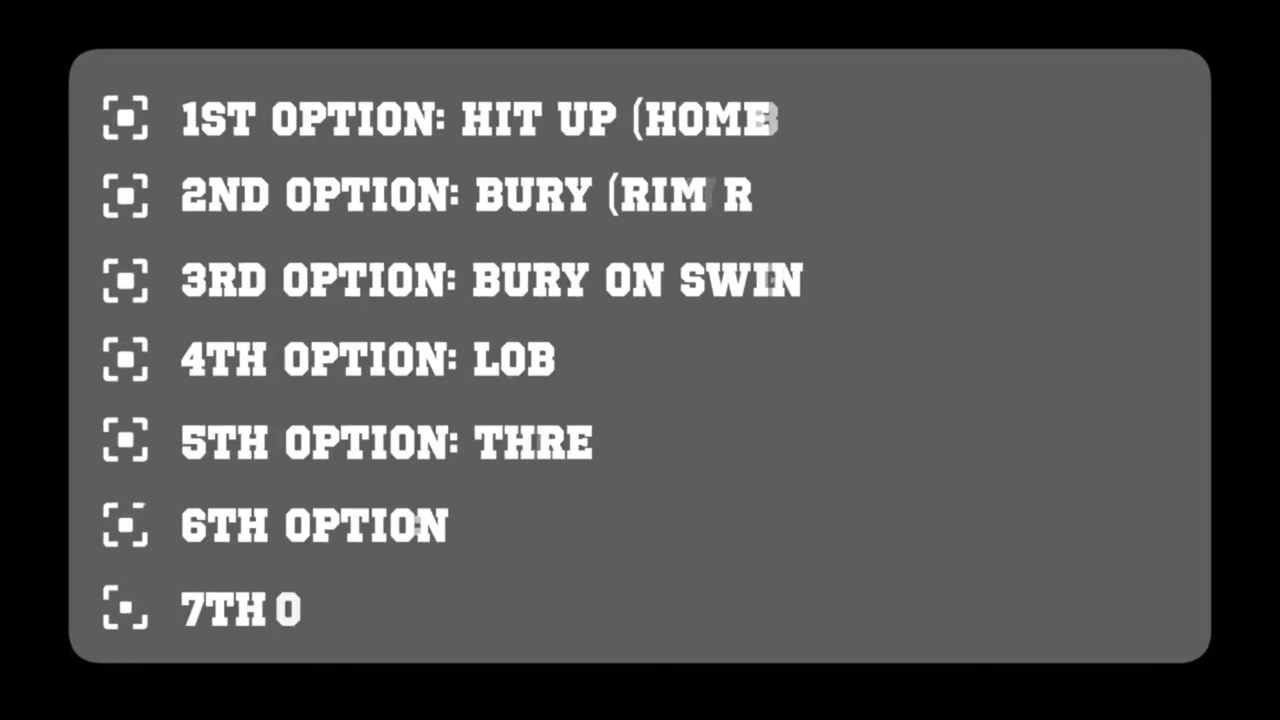 1ST OPTION: HIT UP (HOME
2ND OPTION: BURY (RIM R
3RD OPTION: BURY ON SWIN
4TH OPTION: LOB
5TH OPTION: THRE
6TH OPTION
7TH O